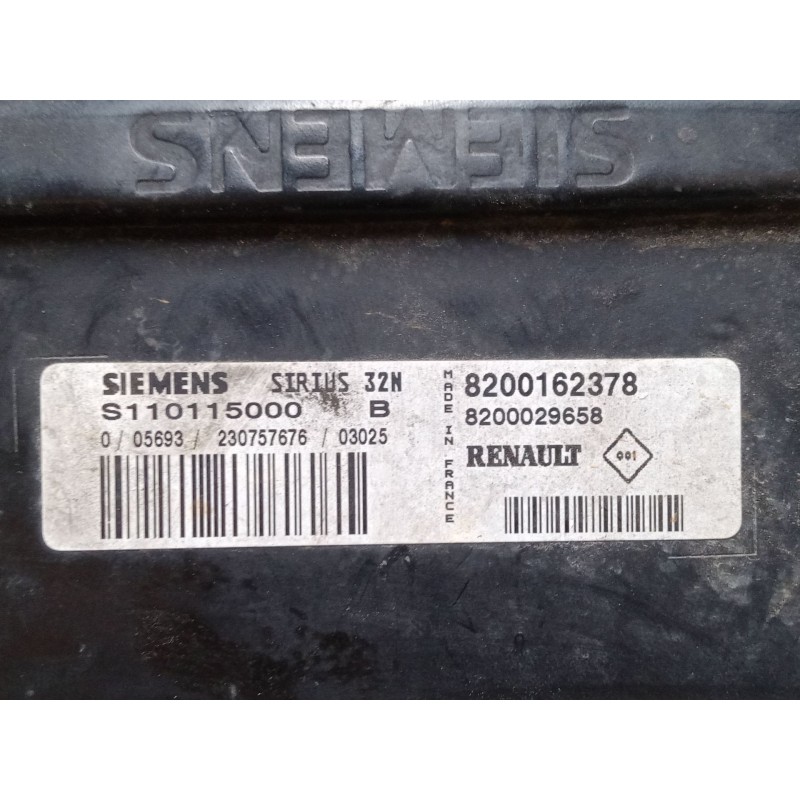 SIEMENS
SIEMENS SIRIUS 32N
S110115000 B
0 / 05693 / 230757676 / 03025
MADE IN FRANCE
8200162378
8200029658
RENAULT 001